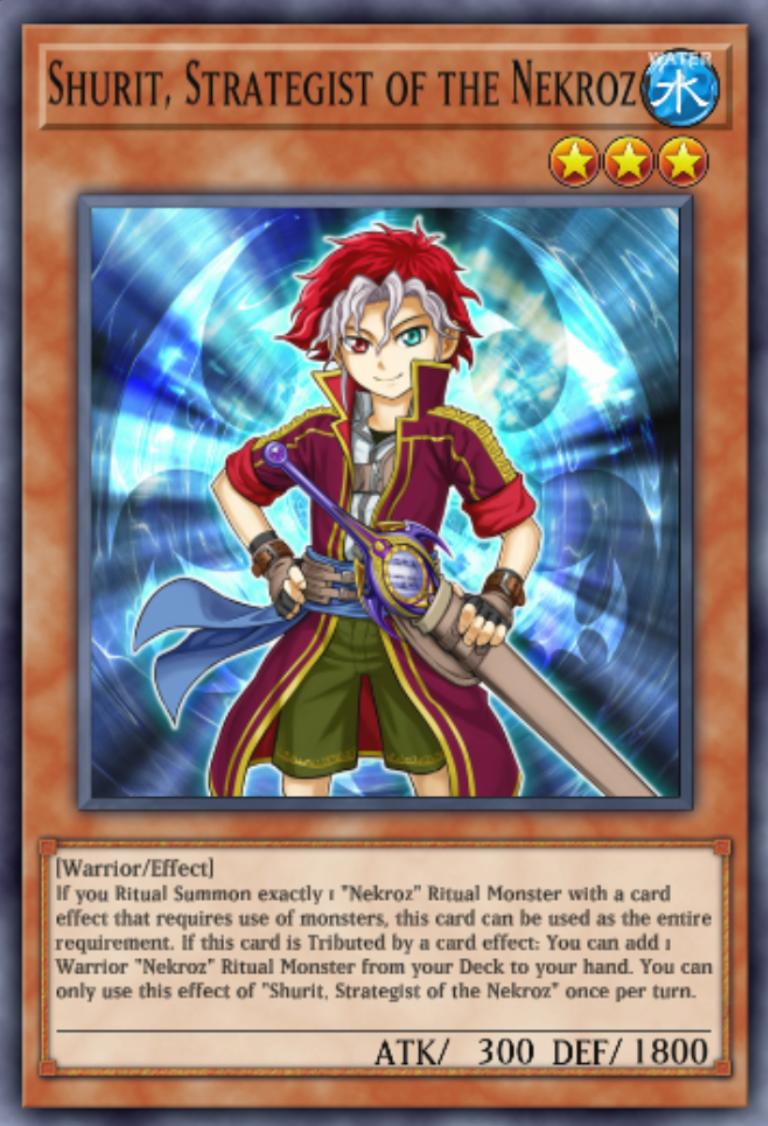 SHURIT, STRATEGIST OF THE NEKROZ
WATER
水
[Warrior/Effect]
If you Ritual Summon exactly 1 "Nekroz" Ritual Monster with a card
effect that requires use of monsters, this card can be used as the entire
requirement. If this card is Tributed by a card effect: You can add 1
Warrior "Nekroz" Ritual Monster from your Deck to your hand. You can
only use this effect of "Shurit, Strategist of the Nekroz" once per turn.
ATK/ 300 DEF/ 1800